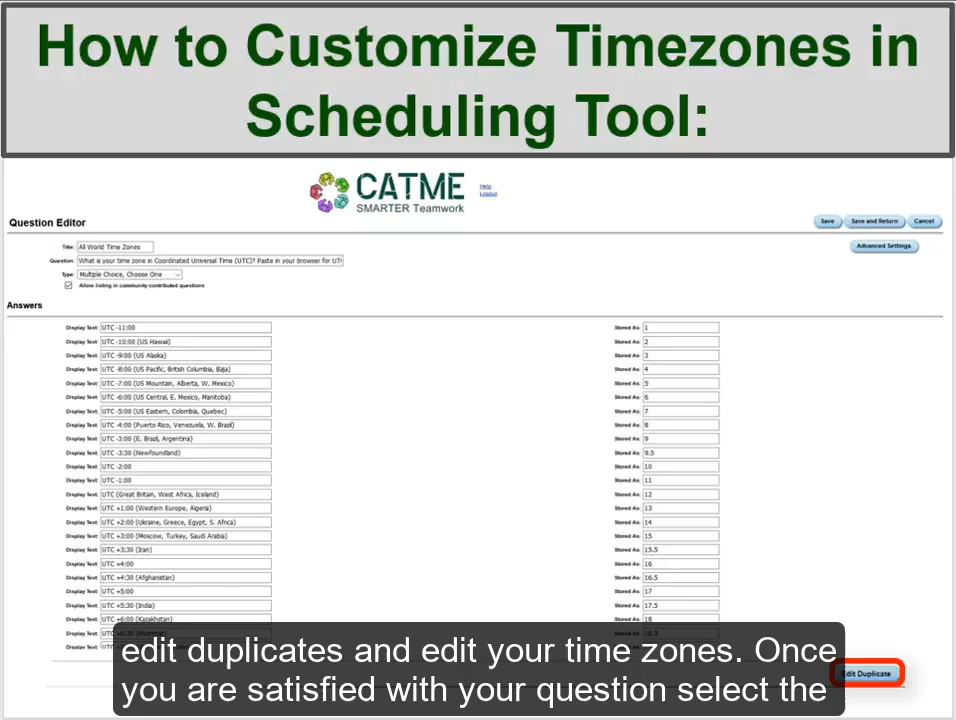 How to Customize Timezones in
Scheduling Tool:
CATME
SMARTER Teamwork
Help
Logout
Question Editor
Save Save and Return Cancel
Title: All World Time Zones
Advanced Settings
Question: What is your time zone in Coordinated Universal Time (UTC)? Paste in your browser for UT
Type: Multiple Choice, Choose One
Allow listing in community-contributed questions
Answers
Display Text: UTC -11:00 Stored As: 1
Display Text: UTC -10:00 (US Hawaii) Stored As: 2
Display Text: UTC -9:00 (US Alaska) Stored As: 3
Display Text: UTC -8:00 (US Pacific, British Columbia, Baja) Stored As: 4
Display Text: UTC -7:00 (US Mountain, Alberta, W. Mexico) Stored As: 5
Display Text: UTC -6:00 (US Central, E. Mexico, Manitoba) Stored As: 6
Display Text: UTC -5:00 (US Eastern, Colombia, Quebec) Stored As: 7
Display Text: UTC -4:00 (Puerto Rico, Venezuela, W. Brazil) Stored As: 8
Display Text: UTC -3:00 (E. Brazil, Argentina) Stored As: 9
Display Text: UTC -3:30 (Newfoundland) Stored As: 9.5
Display Text: UTC -2:00 Stored As: 10
Display Text: UTC -1:00 Stored As: 11
Display Text: UTC (Great Britain, West Africa, Iceland) Stored As: 12
Display Text: UTC +1:00 (Western Europe, Algeria) Stored As: 13
Display Text: UTC +2:00 (Ukraine, Greece, Egypt, S. Africa) Stored As: 14
Display Text: UTC +3:00 (Moscow, Turkey, Saudi Arabia) Stored As: 15
Display Text: UTC +3:30 (Iran) Stored As: 15.5
Display Text: UTC +4:00 Stored As: 16
Display Text: UTC +4:30 (Afghanistan) Stored As: 16.5
Display Text: UTC +5:00 Stored As: 17
Display Text: UTC +5:30 (India) Stored As: 17.5
Display Text: UTC +6:00 (Kazakhstan) Stored As: 18
Display Text:
Display Text:
edit duplicates and edit your time zones. Once
you are satisfied with your question select the
Edit Duplicate